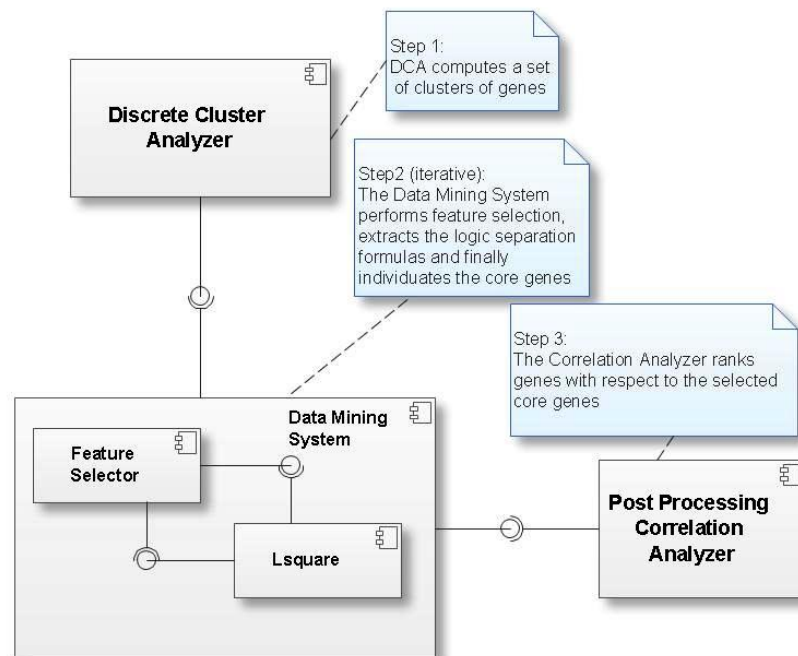 Step 1:
DCA computes a set
of clusters of genes
Discrete Cluster
Analyzer
Step2 (iterative):
The Data Mining System
performs feature selection,
extracts the logic separation
formulas and finally
individuates the core genes
Step 3:
The Correlation Analyzer ranks
genes with respect to the selected
core genes
Data Mining
System
Feature
Selector
Lsquare
Post Processing
Correlation
Analyzer